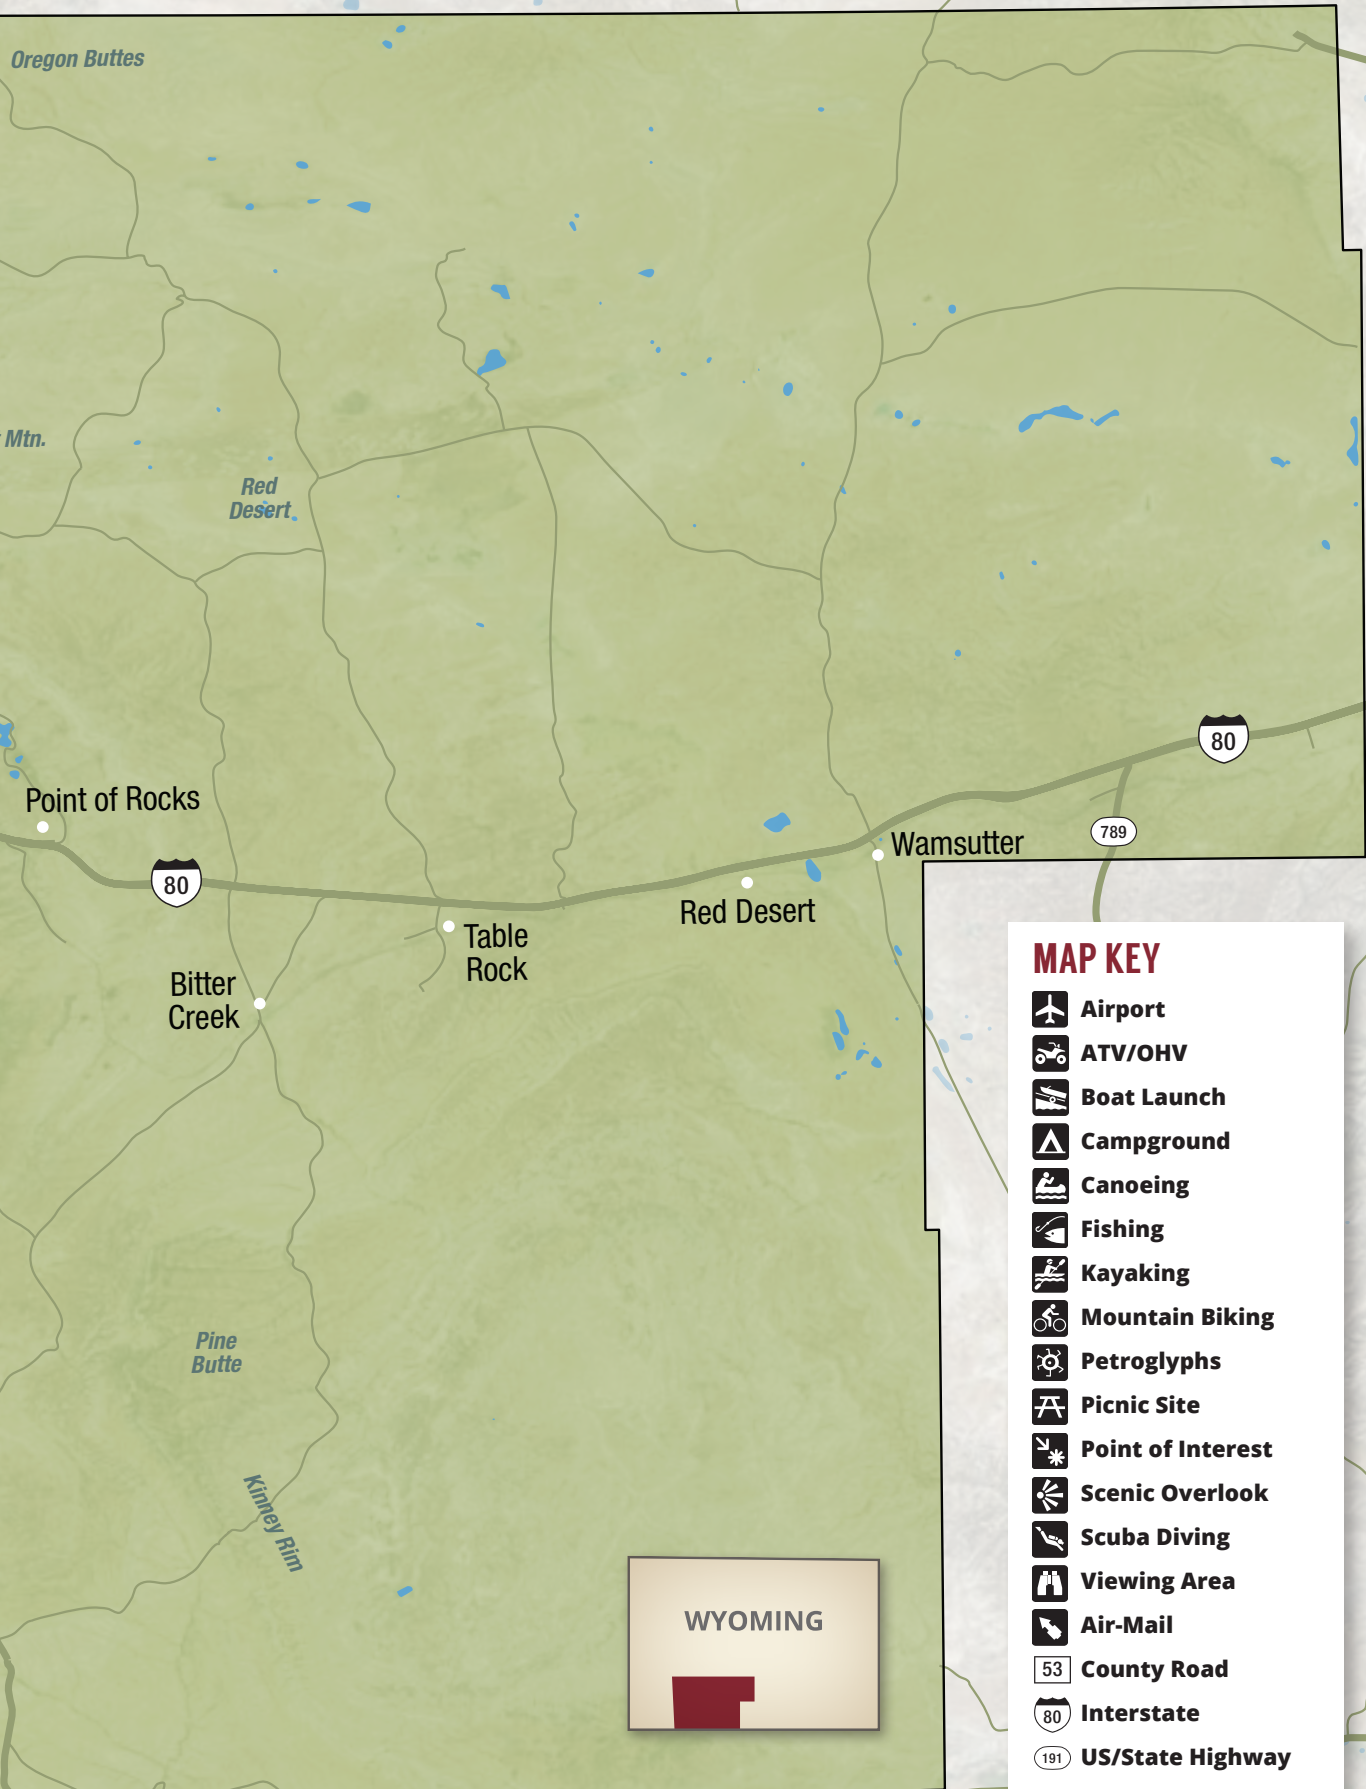 Oregon Buttes
Mtn.
Red
Desert
80
Point of Rocks
Wamsutter
789
80
Red Desert
Table
Rock
Bitter
Creek
Pine
Butte
Kinney Rim
WYOMING
MAP KEY
Airport
ATV/OHV
Boat Launch
Campground
Canoeing
Fishing
Kayaking
Mountain Biking
Petroglyphs
Picnic Site
Point of Interest
Scenic Overlook
Scuba Diving
Viewing Area
Air-Mail
53 County Road
80 Interstate
191 US/State Highway